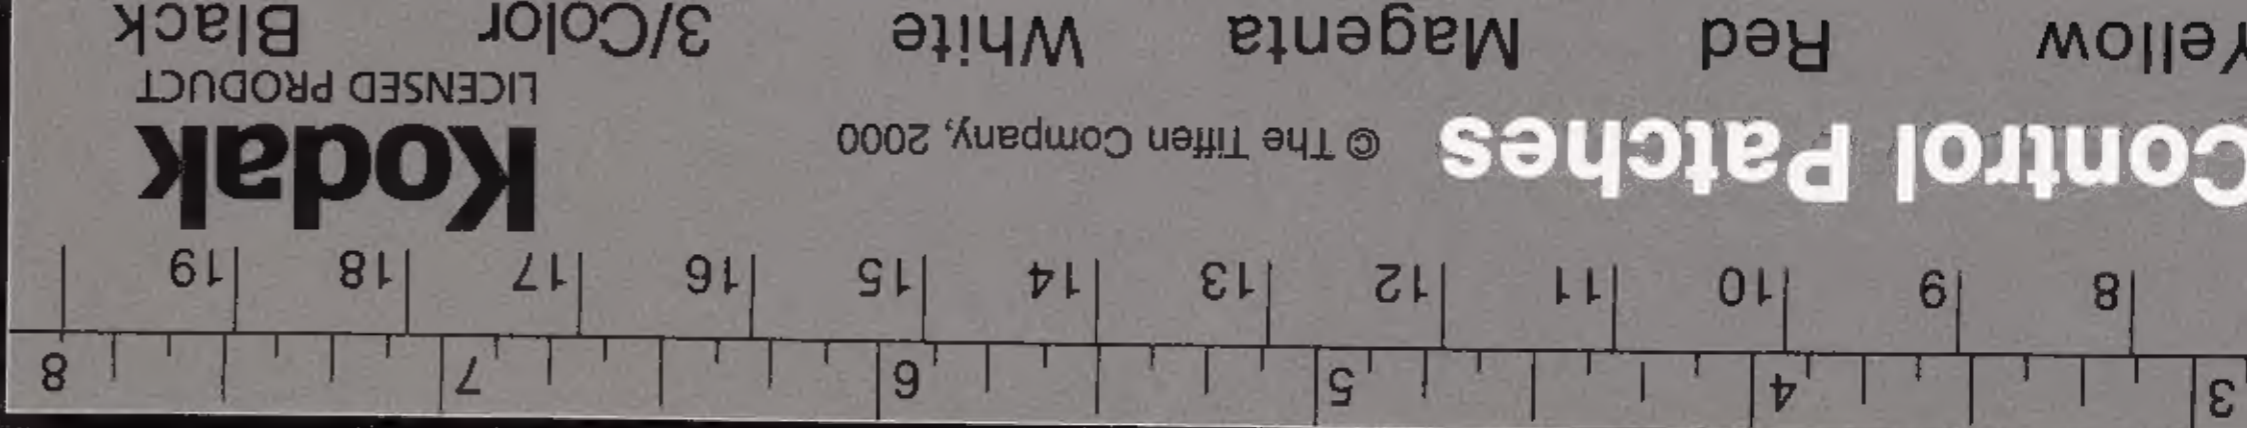 3 4 5 6 7 8
8 9 10 11 12 13 14 15 16 17 18 19
Control Patches © The Tiffen Company, 2000 Kodak
LICENSED PRODUCT
Yellow Red Magenta White 3/Color Black